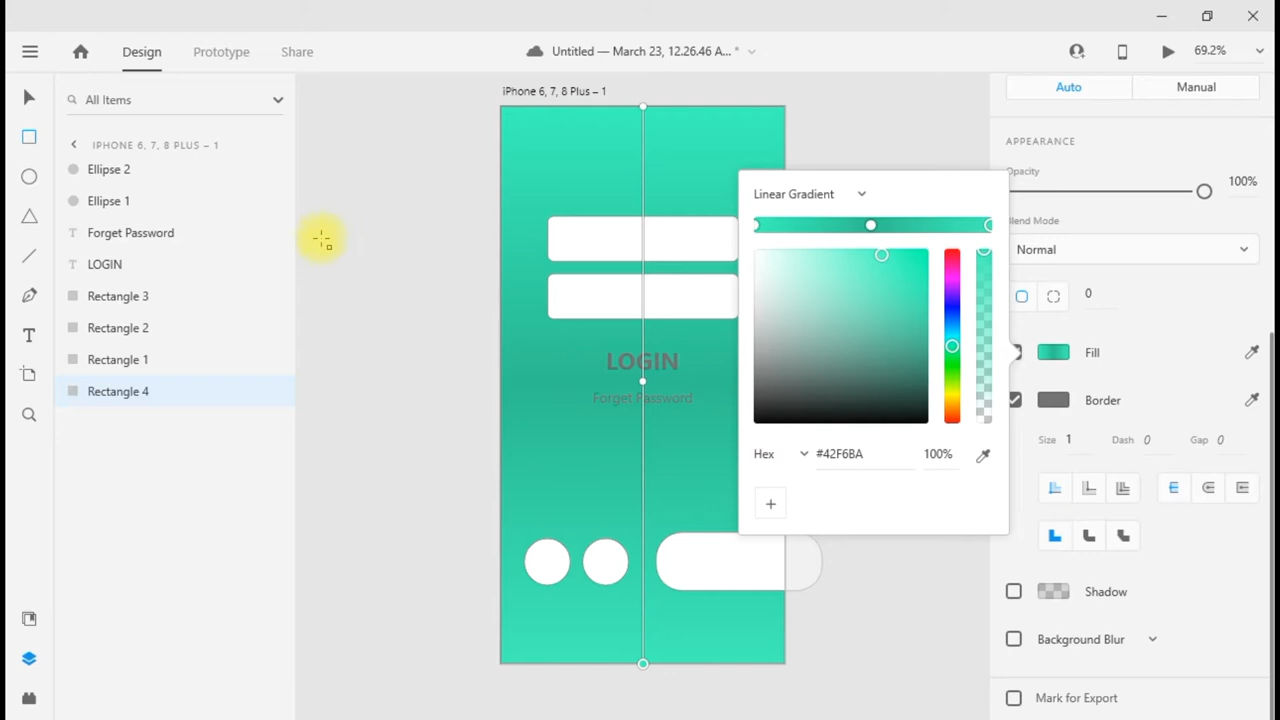 Design
Prototype
Share
Untitled — March 23, 12.26.46 A... *
69.2%
All Items
IPHONE 6, 7, 8 PLUS – 1
Ellipse 2
Ellipse 1
Forget Password
LOGIN
Rectangle 3
Rectangle 2
Rectangle 1
Rectangle 4
iPhone 6, 7, 8 Plus – 1
LOGIN
Forget Password
Linear Gradient
Hex
#42F6BA
100%
Auto
Manual
APPEARANCE
Opacity
100%
Blend Mode
Normal
0
Fill
Border
Size 1
Dash 0
Gap 0
Shadow
Background Blur
Mark for Export